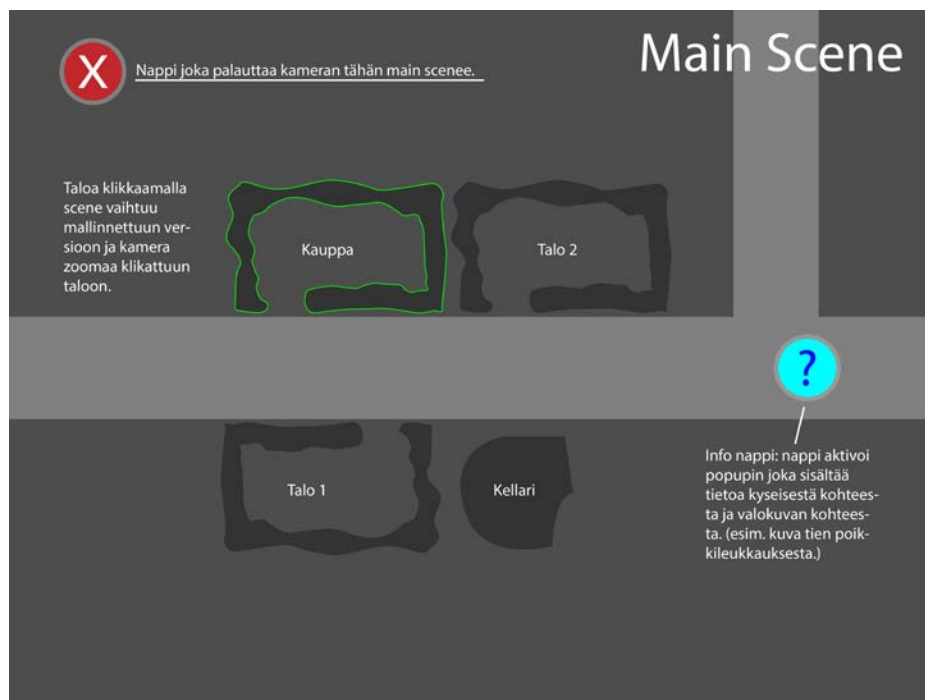 Main Scene
X
Nappi joka palauttaa kameran tähän main scenee.
Taloa klikkaamalla
scene vaihtuu
mallinnettuun ver-
sioon ja kamera
zoomaa klikattuun
taloon.
Kauppa
Talo 2
?
Talo 1
Kellari
Info nappi: nappi aktivoi
popupin joka sisältää
tietoa kyseisestä kohtees-
ta ja valokuvan kohtees-
ta. (esim. kuva tien poik-
kileukkauksesta.)